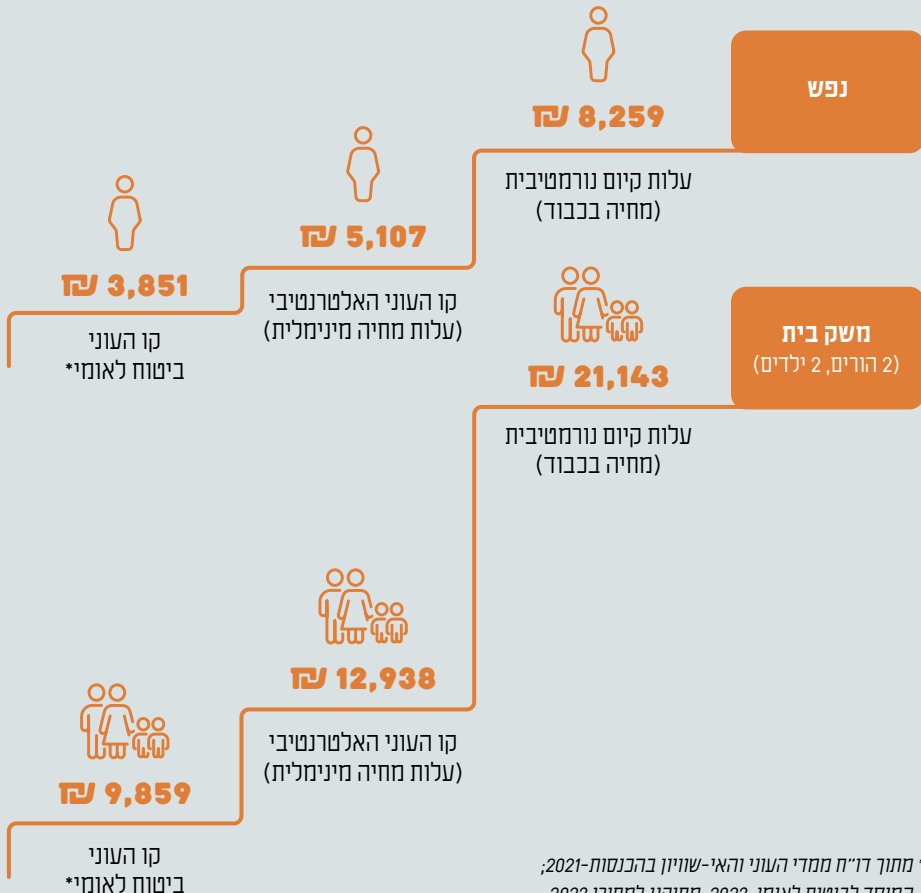 נפש
₪ 8,259
עלות קיום נורמטיבית
(מחיה בכבוד)
₪ 5,107
קו העוני האלטרנטיבי
(עלות מחיה מינימלית)
₪ 3,851
קו העוני
ביטוח לאומי*
משק בית
(2 הורים, 2 ילדים)
₪ 21,143
עלות קיום נורמטיבית
(מחיה בכבוד)
₪ 12,938
קו העוני האלטרנטיבי
(עלות מחיה מינימלית)
₪ 9,859
קו העוני
ביטוח לאומי*
* מתוך דו"ח ממדי העוני והאי-שוויון בהכנסות-2021;